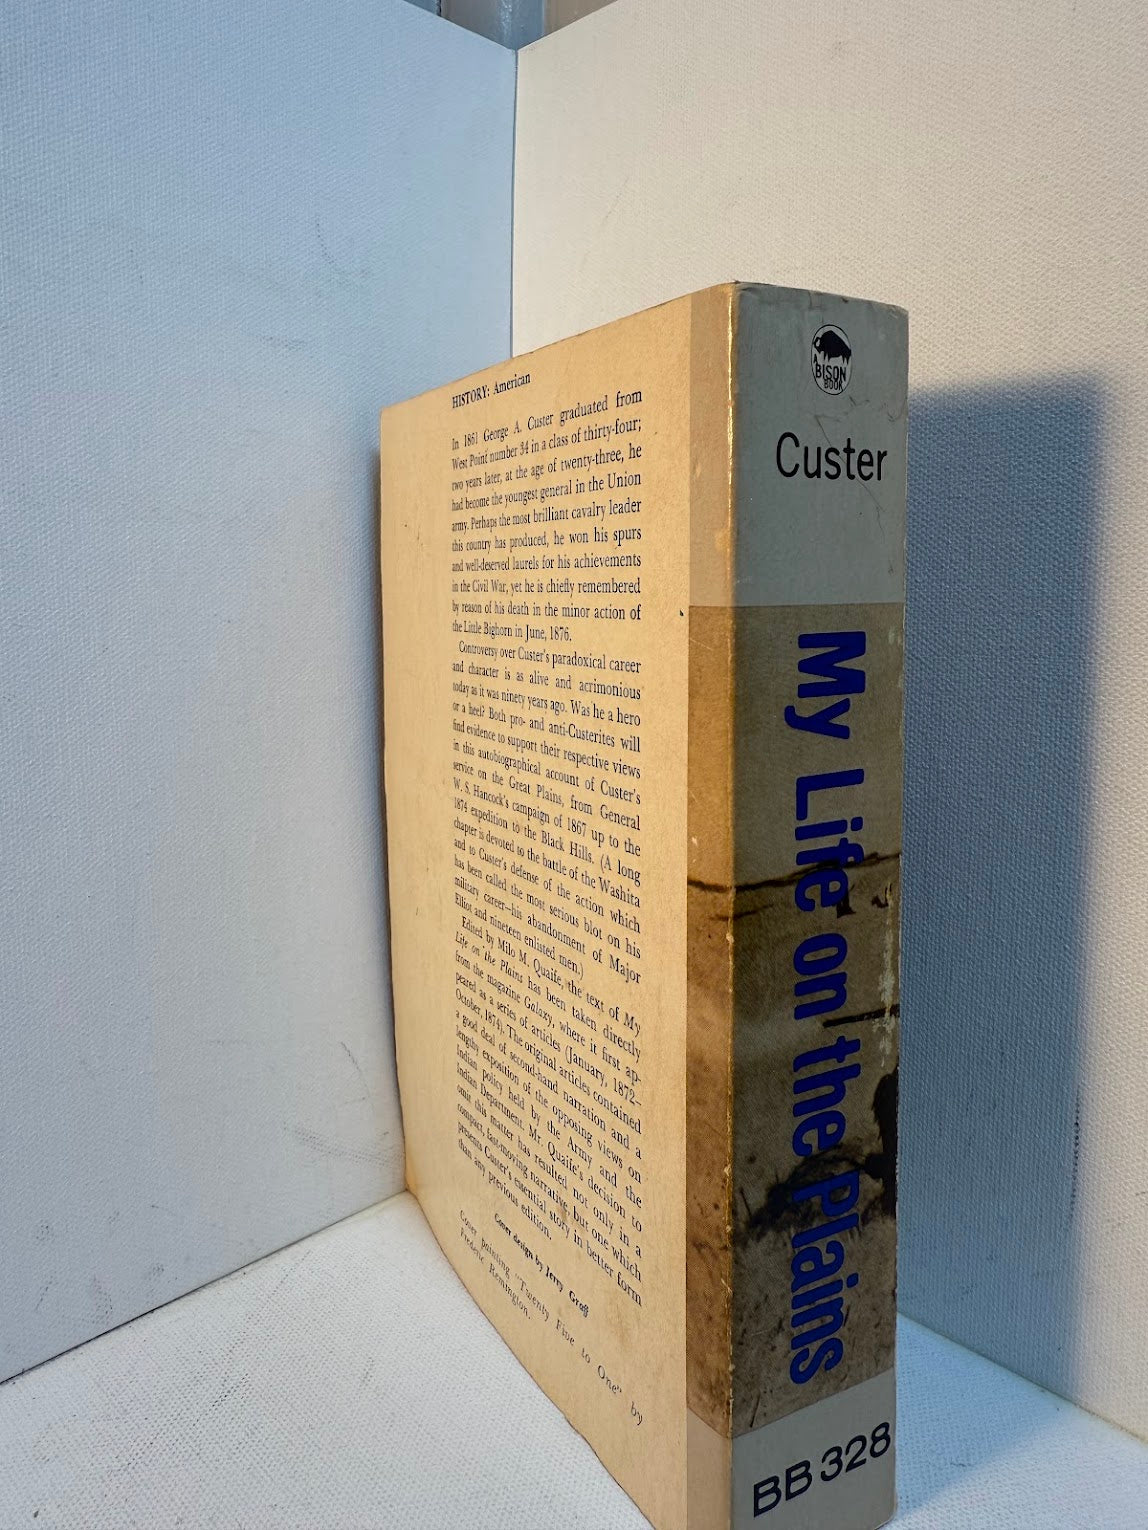 HISTORY: American
In 1861 George A. Custer graduated from
West Point number 34 in a class of thirty-four;
two years later, at the age of twenty-three, he
had become the youngest general in the Union
army. Perhaps the most brilliant cavalry leader
this country has produced, he won his spurs
and well-deserved laurels for his achievements
in the Civil War, yet he is chiefly remembered
by reason of his death in the minor action of
the Little Bighorn in June, 1876.
Controversy over Custer's paradoxical career
and character is as alive and acrimonious
today as it was ninety years ago. Was he a hero
or a heel? Both pro- and anti-Custerites will
find evidence to support their respective views
in this autobiographical account of Custer's
service on the Great Plains, from General
W. S. Hancock's campaign of 1867 up to the
1874 expedition to the Black Hills. (A long
chapter is devoted to the battle of the Washita
and to Custer's defense of the action which
has been called the most serious blot on his
military career—his abandonment of Major
Elliot and nineteen enlisted men.)
Edited by Milo M. Quaife, the text of My
Life on the Plains has been taken directly
from the magazine Galaxy, where it first ap-
peared as a series of articles (January, 1872–
October, 1874). The original articles contained
a good deal of second-hand narration and a
lengthy exposition of the opposing views on
Indian policy held by the Army and the
Indian Department. Mr. Quaife's decision to
omit this matter has resulted not only in a
compact, fast-moving narrative, but one which
presents Custer's essential story in better form
than any previous edition.
Cover design by Jerry Graff
Cover painting "Twenty Five to One" by
Frederic Remington.
A
BISON
BOOK
Custer
My Life on the Plains
BB 328